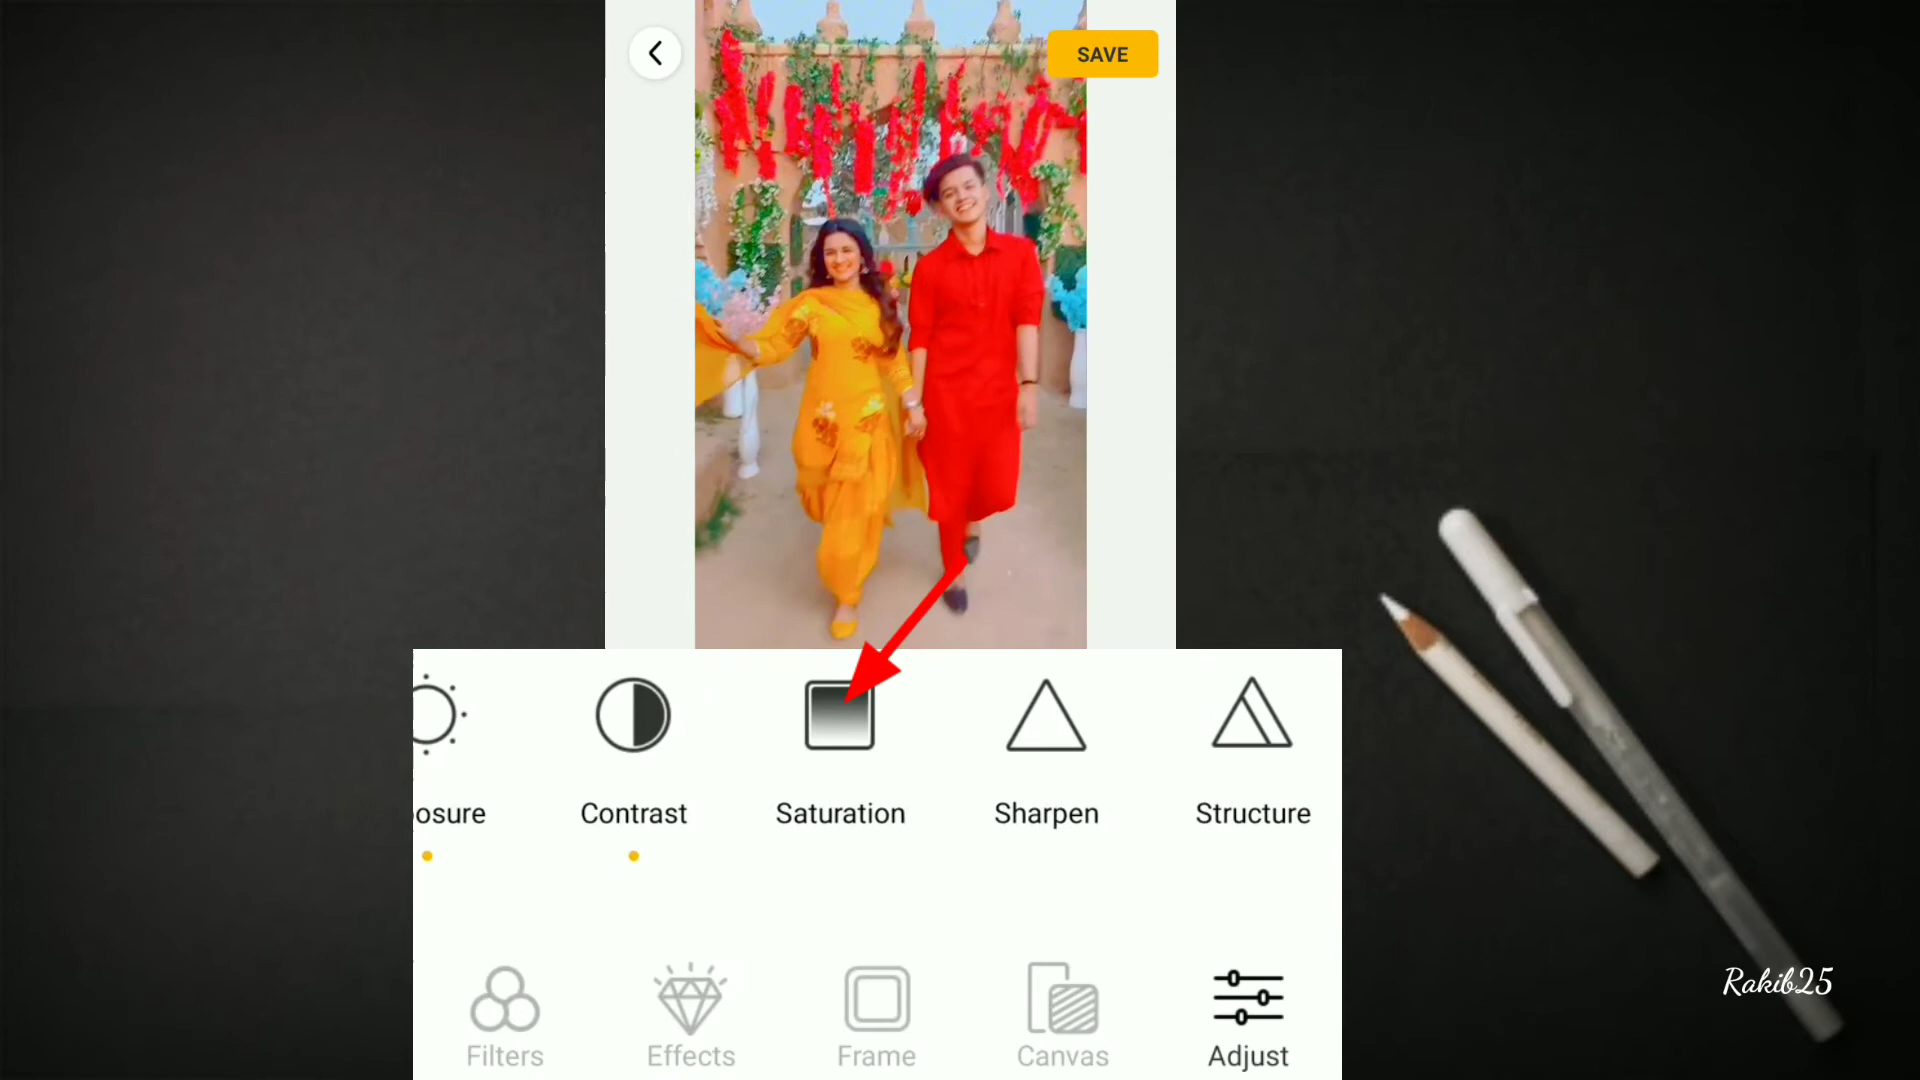 SAVE
osure
Contrast
Saturation
Sharpen
Structure
Filters
Effects
Frame
Canvas
Adjust
Rakib25